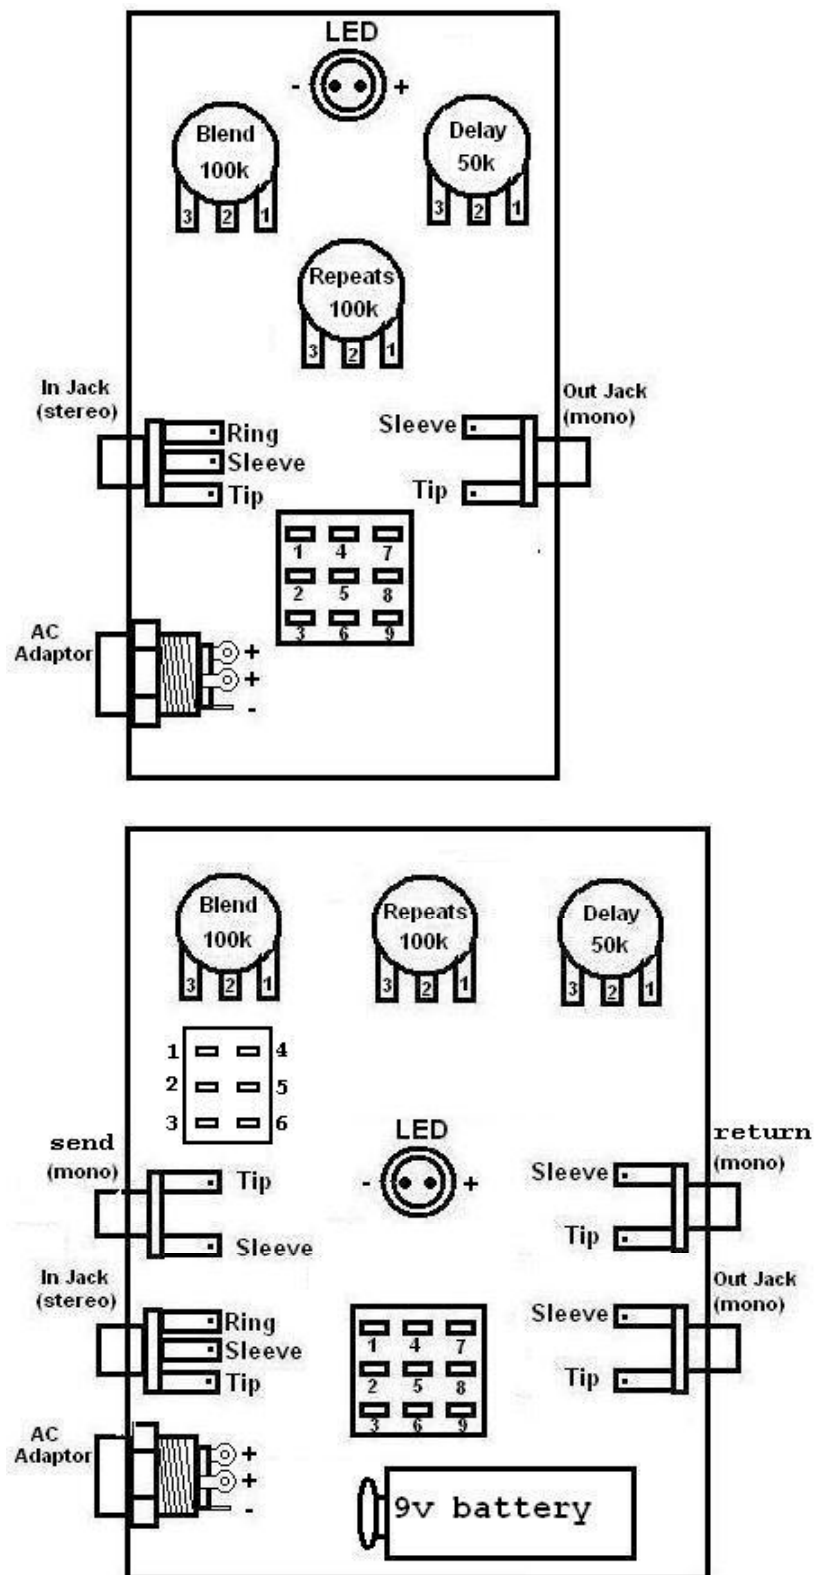 LED
- +
Blend
100k
3 2 1
Delay
50k
3 2 1
Repeats
100k
3 2 1
In Jack
(stereo)
Ring
Sleeve
Tip
Out Jack
(mono)
Sleeve
Tip
1 4 7
2 5 8
3 6 9
AC
Adaptor
+
+
-
Blend
100k
3 2 1
Repeats
100k
3 2 1
Delay
50k
3 2 1
1 4
2 5
3 6
send
(mono)
Tip
Sleeve
LED
- +
return
(mono)
Sleeve
Tip
In Jack
(stereo)
Ring
Sleeve
Tip
Out Jack
(mono)
Sleeve
Tip
1 4 7
2 5 8
3 6 9
AC
Adaptor
+
+
-
9v battery